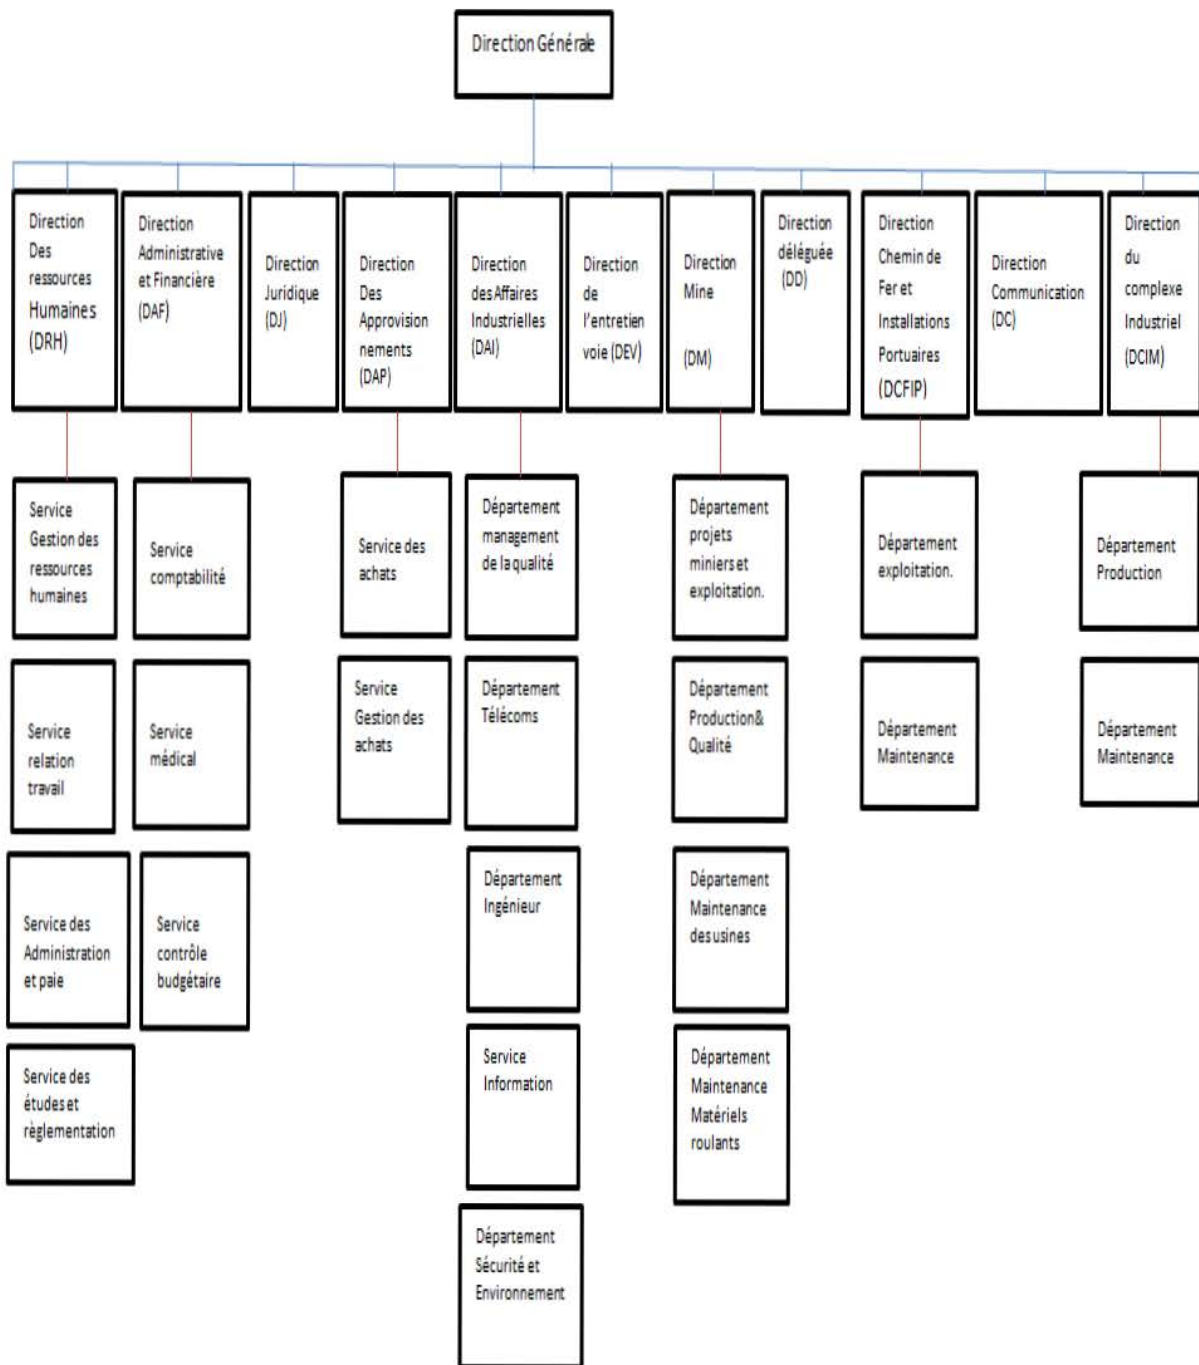 Direction Générale
Direction
Des
ressources
Humaines
(DRH)
Direction
Administrative
et Financière
(DAF)
Direction
Juridique
(DJ)
Direction
Des
Approvision
nements
(DAP)
Direction
des Affaires
Industrielles
(DAI)
Direction
de
l'entretien
voie (DEV)
Direction
Mine
(DM)
Direction
déléguée
(DD)
Direction
Chemin de
Fer et
Installations
Portuaires
(DCFIP)
Direction
Communication
(DC)
Direction
du
complexe
Industriel
(DCIM)
Service
Gestion des
ressources
humaines
Service
comptabilité
Service des
achats
Département
management
de la qualité
Département
projets
miniers et
exploitation.
Département
exploitation.
Département
Production
Service
relation
travail
Service
médical
Service
Gestion des
achats
Département
Télécoms
Département
Production&
Qualité
Département
Maintenance
Département
Maintenance
Service des
Administration
et paie
Service
contrôle
budgétaire
Département
Ingénieur
Département
Maintenance
des usines
Service des
études et
règlementation
Service
Information
Département
Maintenance
Matériels
roulants
Département
Sécurité et
Environnement